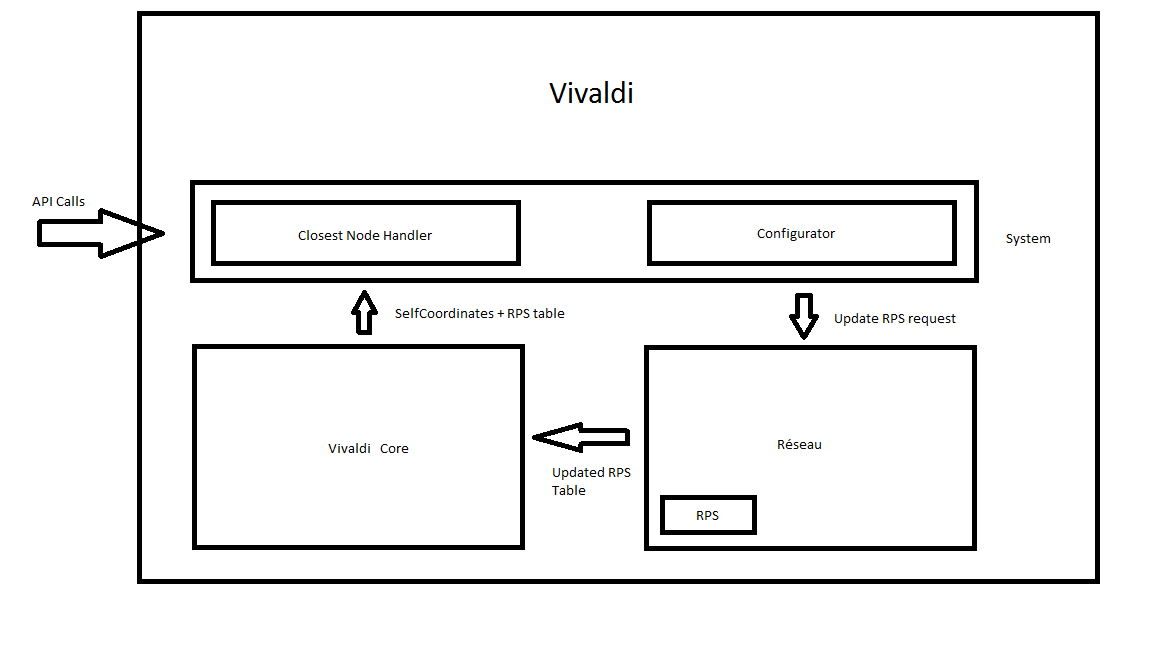 Vivaldi
API Calls
Closest Node Handler
Configurator
System
SelfCoordinates + RPS table
Update RPS request
Vivaldi Core
Updated RPS
Table
Réseau
RPS